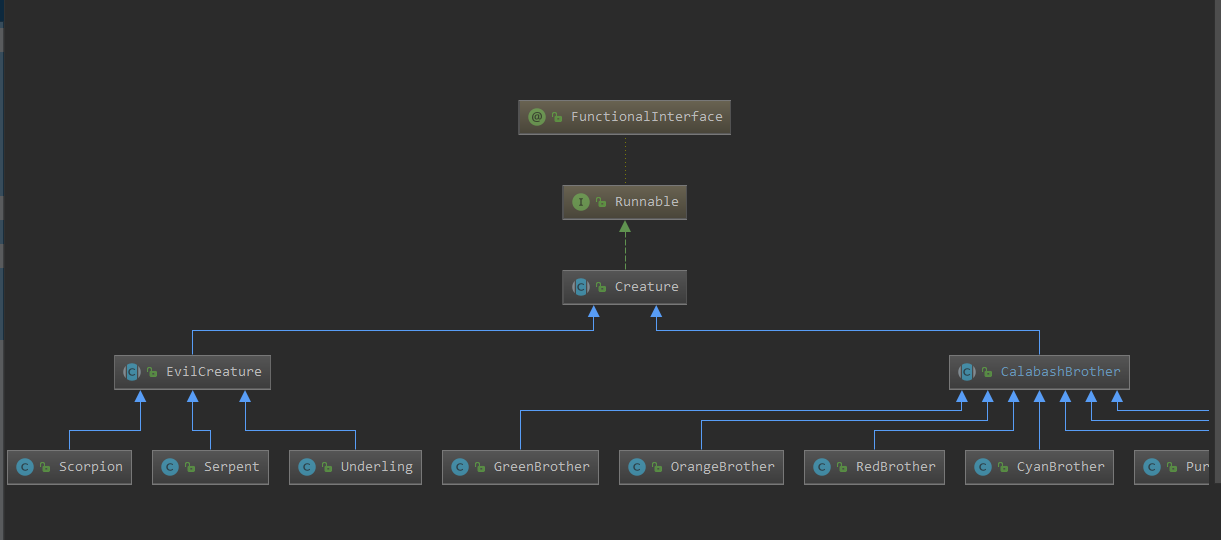 @ FunctionalInterface
I Runnable
C Creature
C EvilCreature
C CalabashBrother
C Scorpion
C Serpent
C Underling
C GreenBrother
C OrangeBrother
C RedBrother
C CyanBrother
C Pur